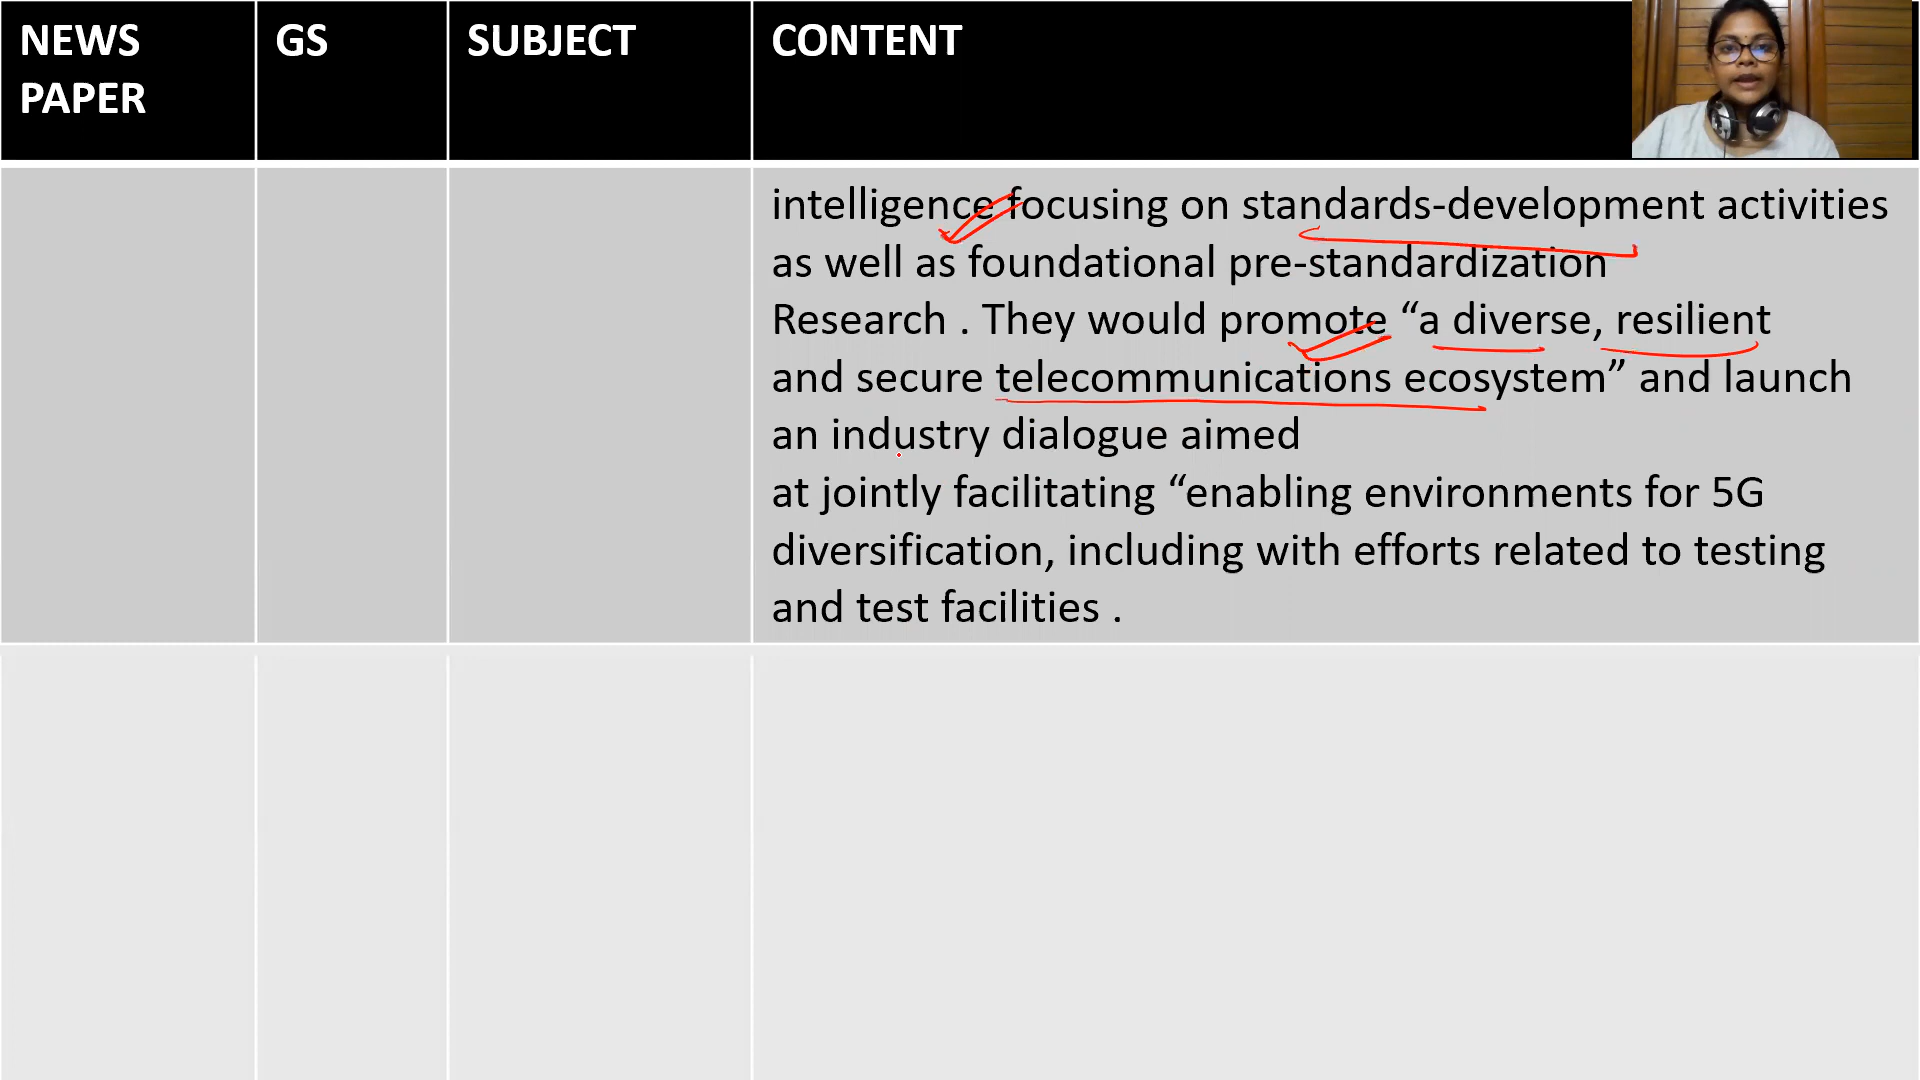 NEWS
PAPER
GS
SUBJECT
CONTENT
intelligence focusing on standards-development activities
as well as foundational pre-standardization
Research . They would promote “a diverse, resilient
and secure telecommunications ecosystem” and launch
an industry dialogue aimed
at jointly facilitating “enabling environments for 5G
diversification, including with efforts related to testing
and test facilities .